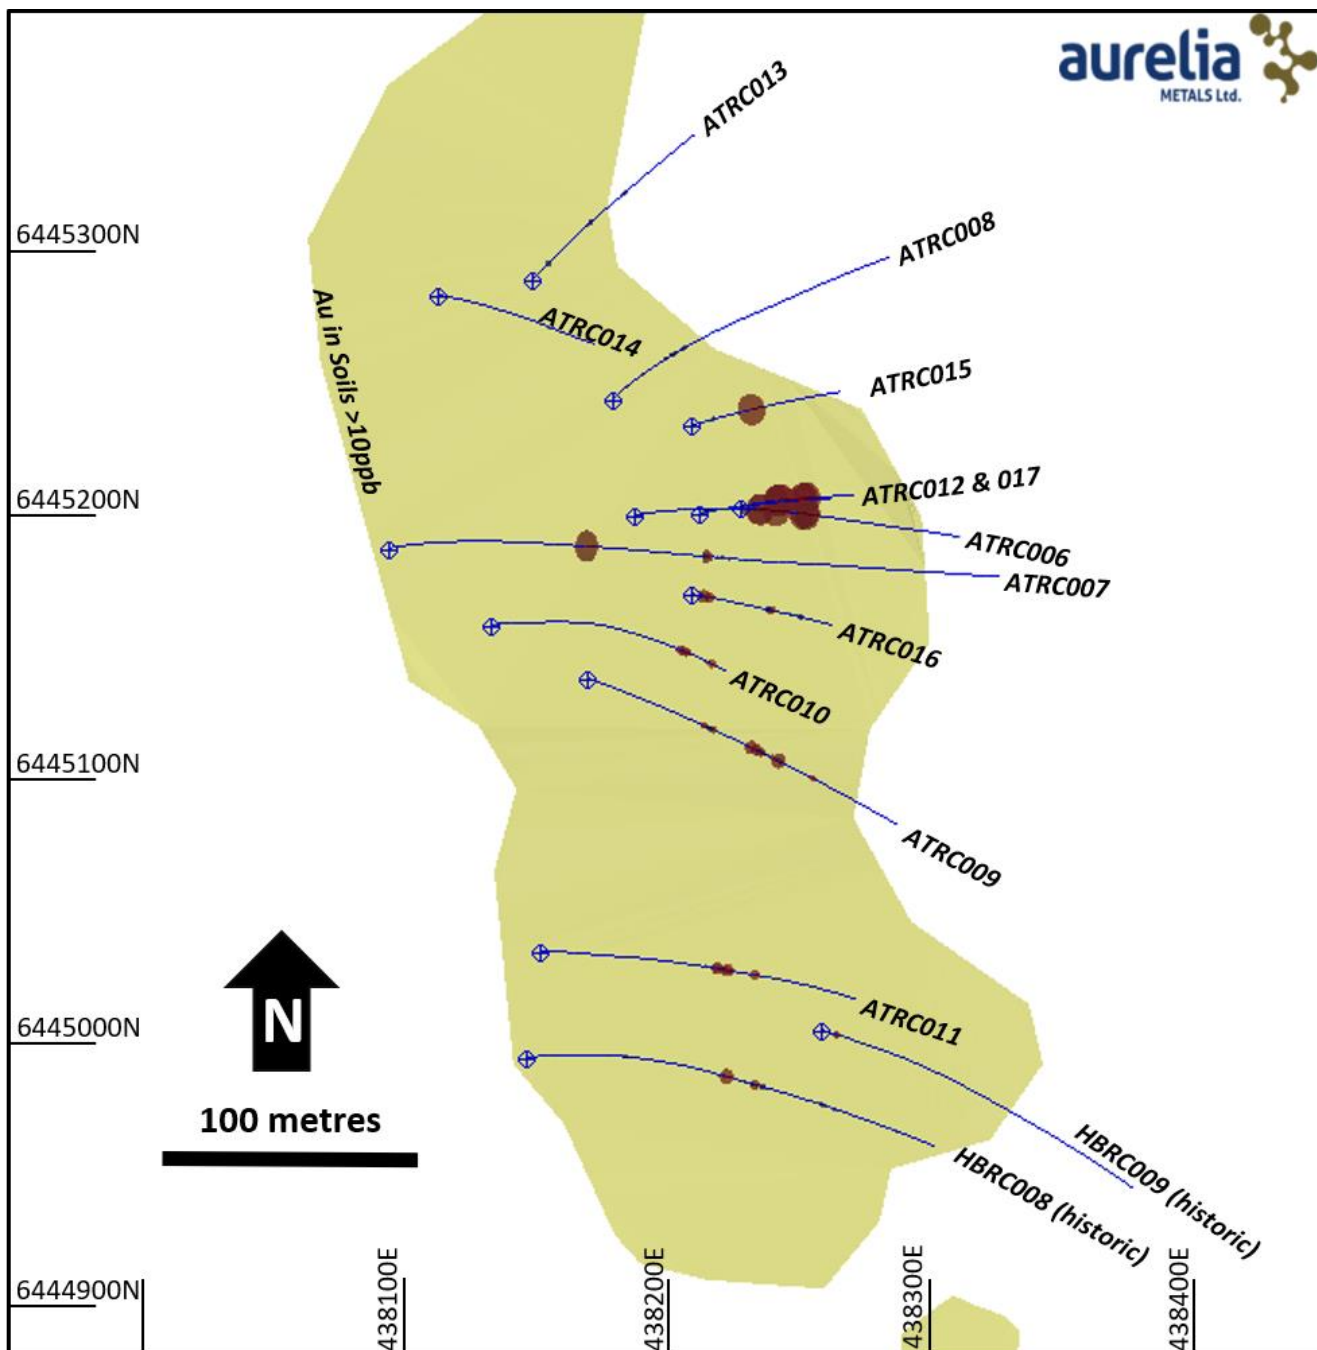 aurelia
METALS Ltd.
ATRC013
ATRC008
6445300N
Au in Soils >10ppb
ATRC014
ATRC015
ATRC012 & 017
6445200N
ATRC006
ATRC007
ATRC016
ATRC010
6445100N
ATRC009
N
ATRC011
6445000N
100 metres
HBRC009 (historic)
HBRC008 (historic)
6444900N
438100E
438200E
438300E
438400E